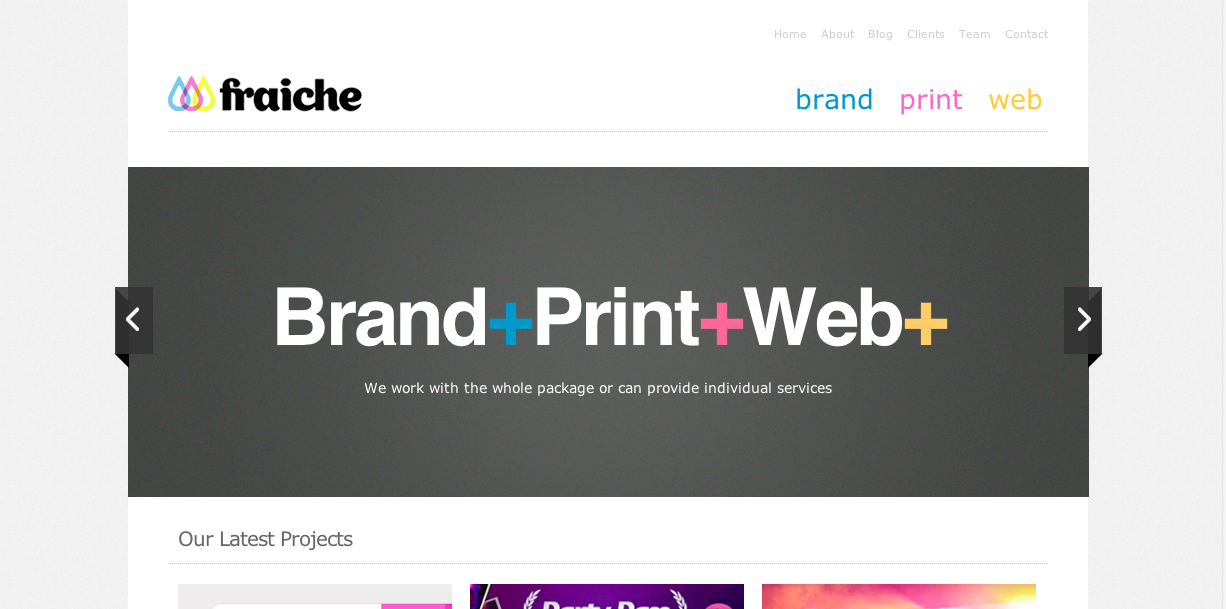 Home About Blog Clients Team Contact
fraiche
brand print web
Brand+Print+Web+
We work with the whole package or can provide individual services
Our Latest Projects